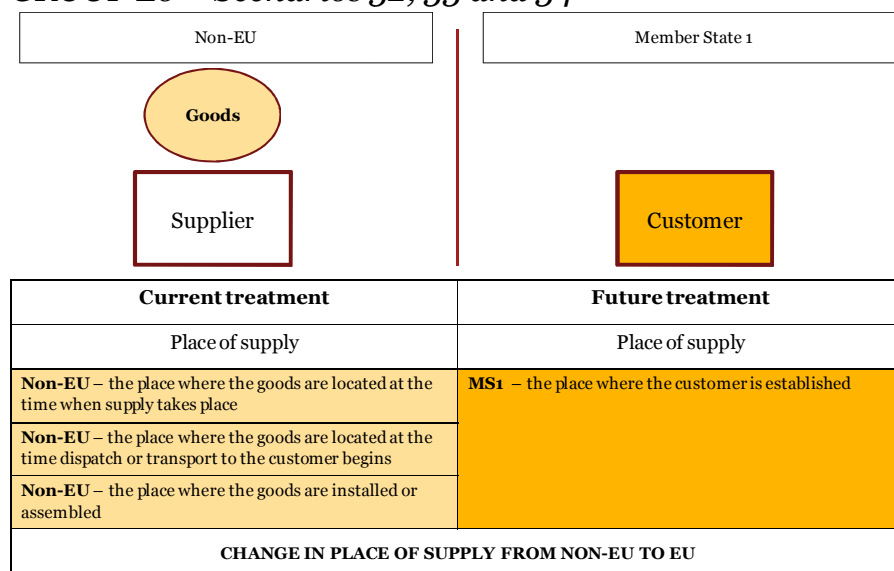 Non-EU
Member State 1
Goods
Supplier
Customer
Current treatment
Future treatment
Place of supply
Place of supply
Non-EU – the place where the goods are located at the
time when supply takes place
MS1 – the place where the customer is established
Non-EU – the place where the goods are located at the
time dispatch or transport to the customer begins
Non-EU – the place where the goods are installed or
assembled
CHANGE IN PLACE OF SUPPLY FROM NON-EU TO EU